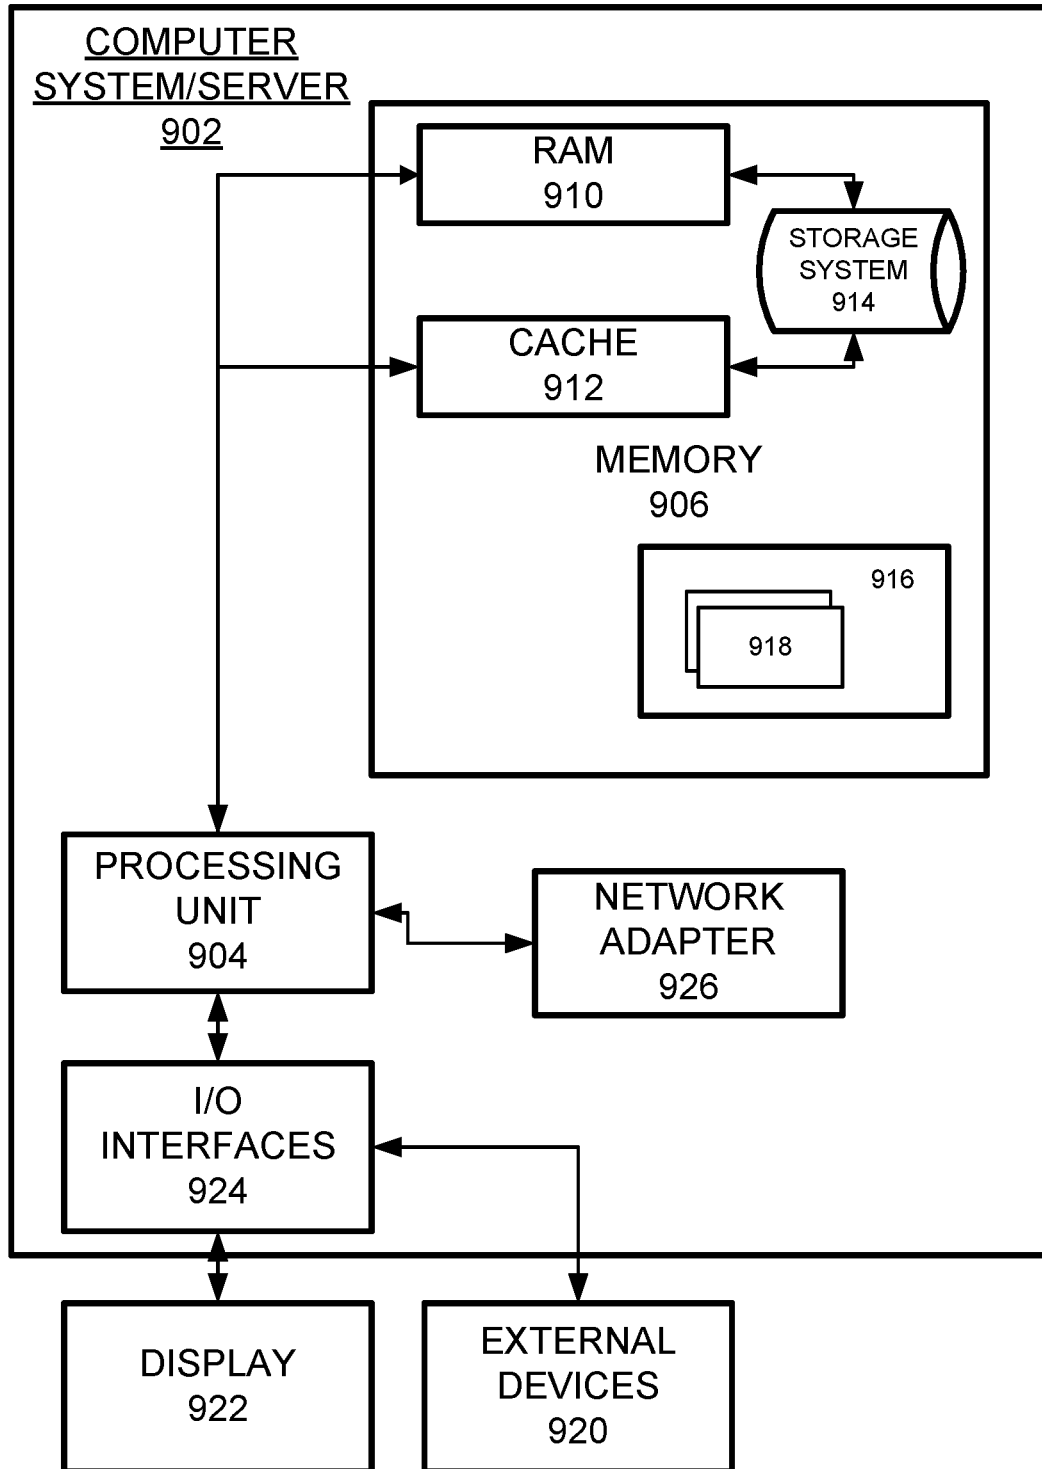 COMPUTER
SYSTEM/SERVER
902
RAM
910
STORAGE
SYSTEM
914
CACHE
912
MEMORY
906
916
918
PROCESSING
UNIT
904
NETWORK
ADAPTER
926
I/O
INTERFACES
924
DISPLAY
922
EXTERNAL
DEVICES
920